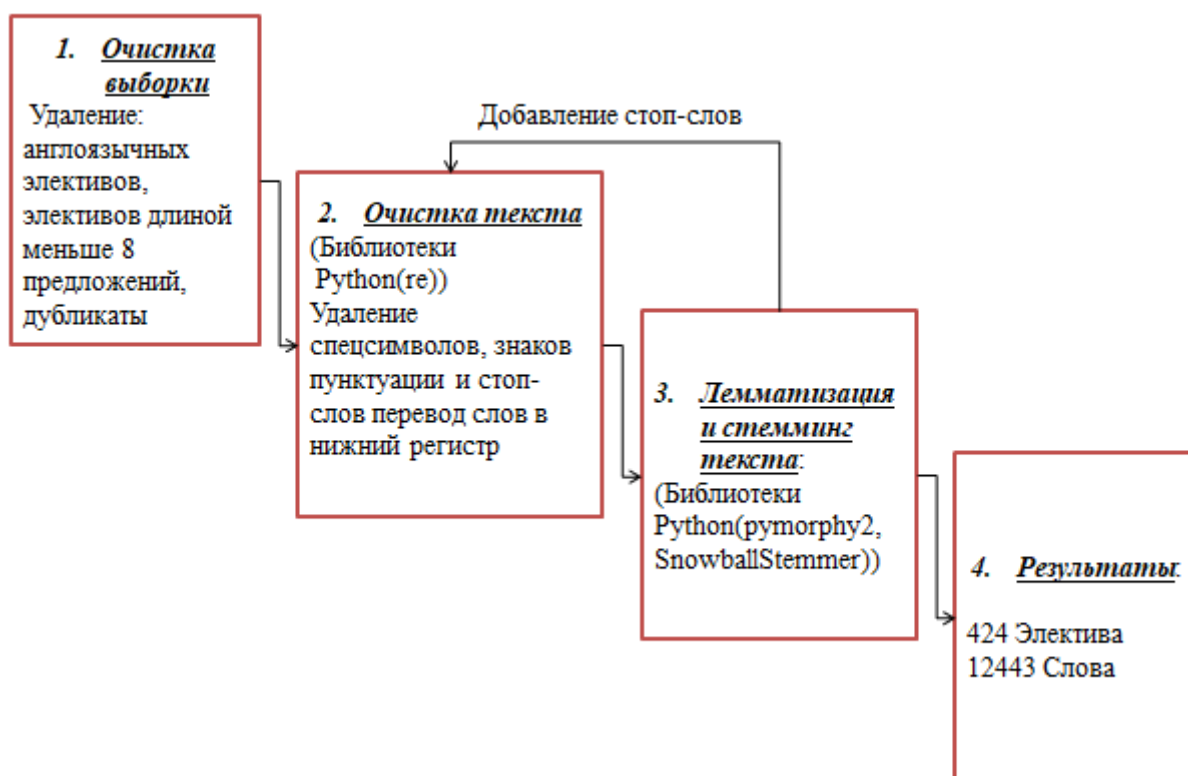 1. Очистка
выборки
Удаление:
англоязычных
элективов,
элективов длиной
меньше 8
предложений,
дубликаты
Добавление стоп-слов
2. Очистка текста
(Библиотеки
Python(re))
Удаление
спецсимволов, знаков
пунктуации и стоп-
слов перевод слов в
нижний регистр
3. Лемматизация
и стемминг
текста:
(Библиотеки
Python(pymorphy2,
SnowballStemmer))
4. Результаты:
424 Электива
12443 Слова